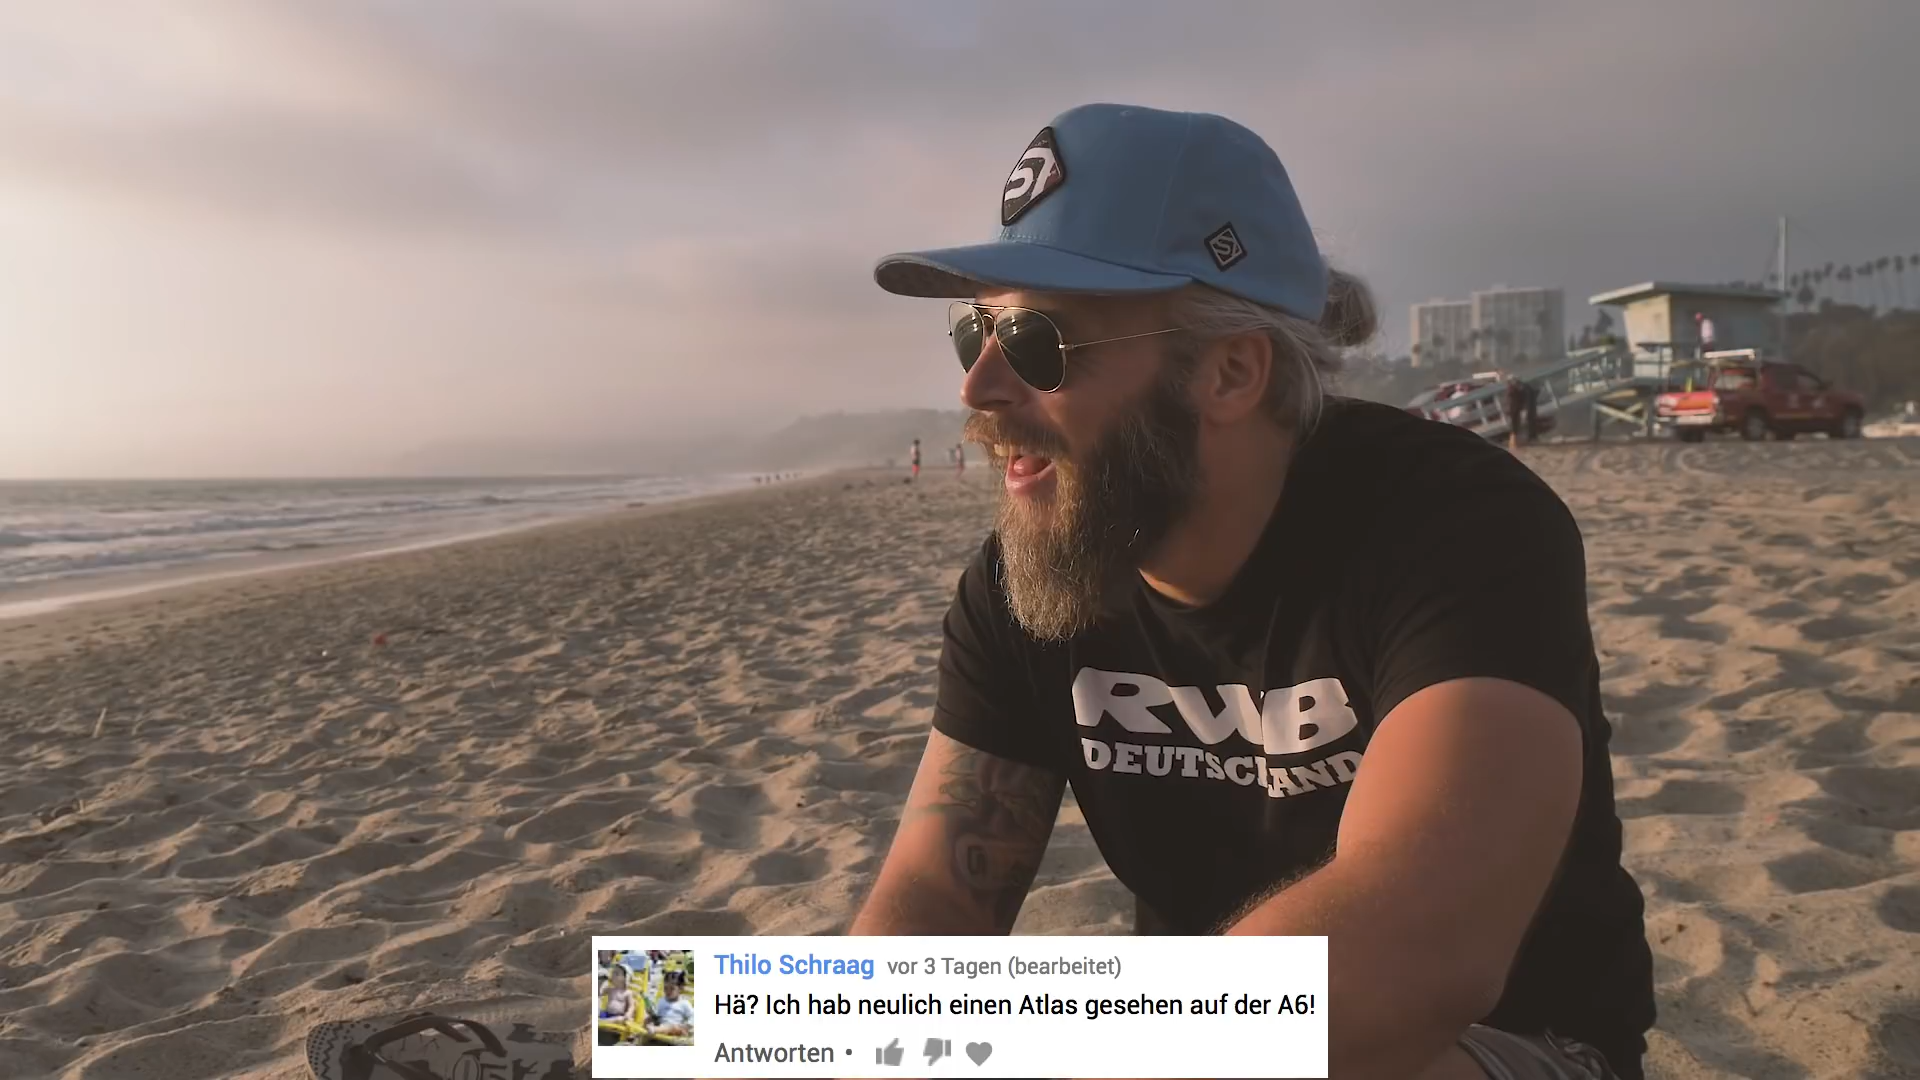 RWB
DEUTSCHLAND
Thilo Schraag vor 3 Tagen (bearbeitet)
Hä? Ich hab neulich einen Atlas gesehen auf der A6!
Antworten •